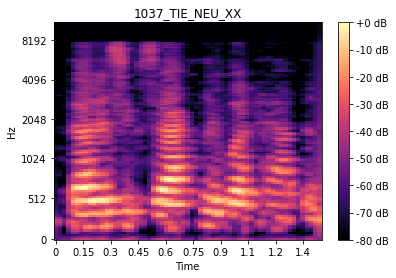 1037_TIE_NEU_XX
+0 dB
8192
-10 dB
4096
-20 dB
-30 dB
Hz
2048
-40 dB
1024
-50 dB
-60 dB
512
-70 dB
0
-80 dB
0 0.15 0.3 0.45 0.6 0.75 0.9 1.1 1.2 1.4
Time